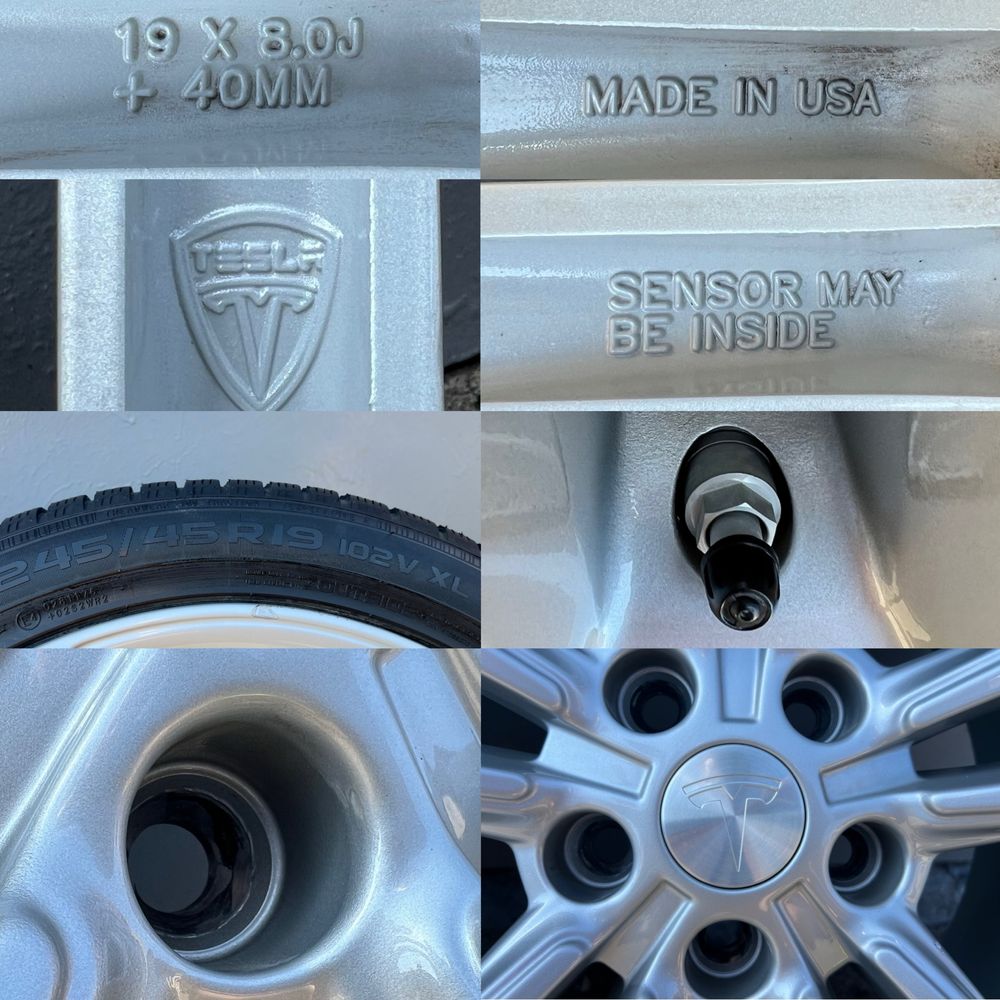 19 X 8.0J
+ 40MM
MADE IN USA
TESLA
SENSOR MAY
BE INSIDE
245/45R19 102V XL